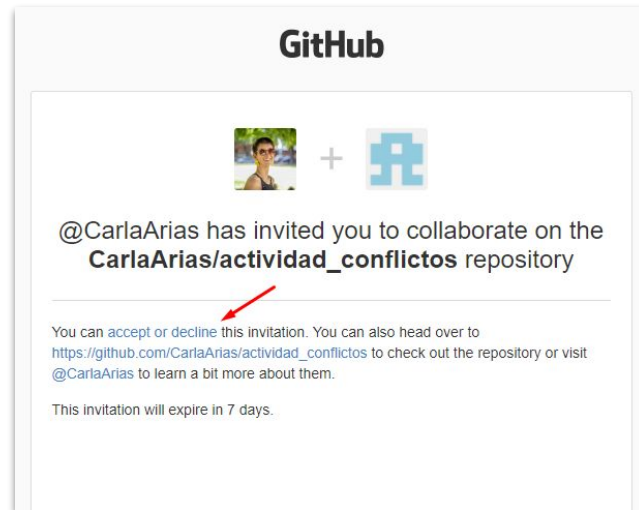 GitHub
+
@CarlaArias has invited you to collaborate on the
CarlaArias/actividad_conflictos repository
You can accept or decline this invitation. You can also head over to
https://github.com/CarlaArias/actividad_conflictos to check out the repository or visit
@CarlaArias to learn a bit more about them.
This invitation will expire in 7 days.